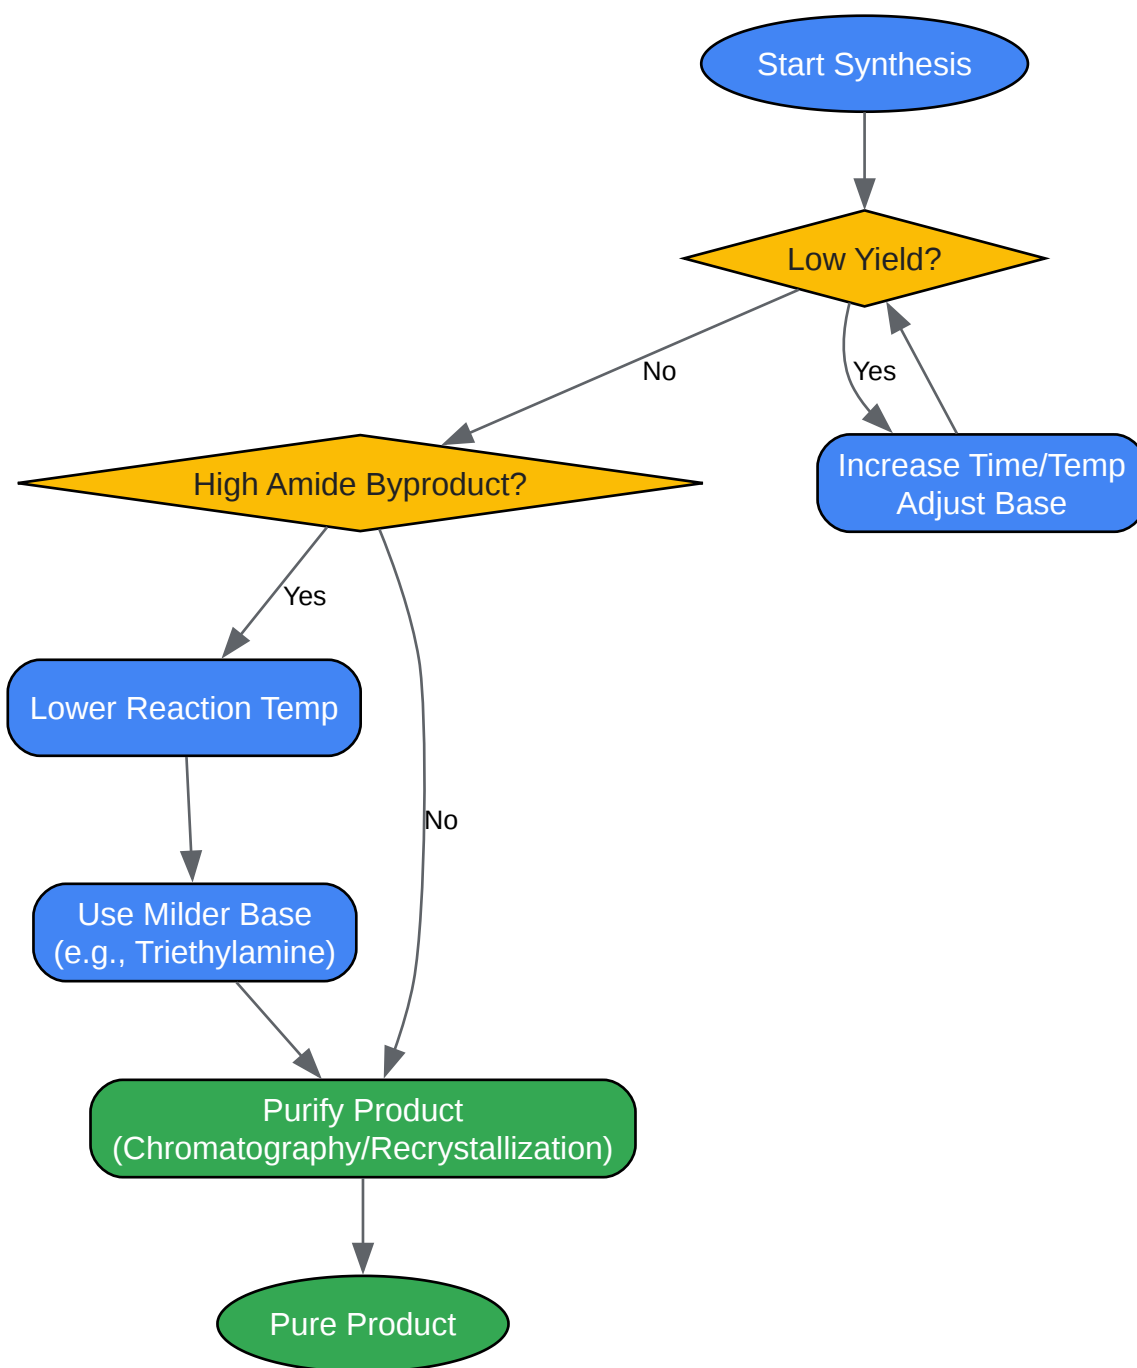 Start Synthesis
Low Yield?
No
Yes
High Amide Byproduct?
Increase Time/Temp
Adjust Base
Yes
Lower Reaction Temp
No
Use Milder Base
(e.g., Triethylamine)
Purify Product
(Chromatography/Recrystallization)
Pure Product